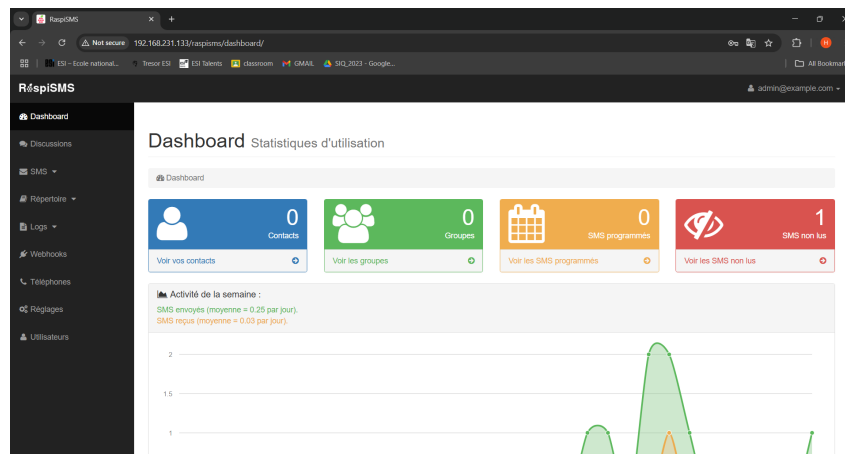 RaspiSMS
Not secure 192.168.231.133/raspisms/dashboard/
ESI – Ecole national... Tresor ESI ESI Talents classroom GMAIL SIQ_2023 - Google... All Bookmar
RaspiSMS admin@example.com
Dashboard
Discussions
SMS
Répertoire
Logs
Webhooks
Téléphones
Réglages
Utilisateurs
Dashboard Statistiques d'utilisation
Dashboard
0
Contacts
Voir vos contacts
0
Groupes
Voir les groupes
0
SMS programmés
Voir les SMS programmés
1
SMS non lus
Voir les SMS non lus
Activité de la semaine :
SMS envoyés (moyenne = 0.25 par jour).
SMS reçus (moyenne = 0.03 par jour).
2
1.5
1